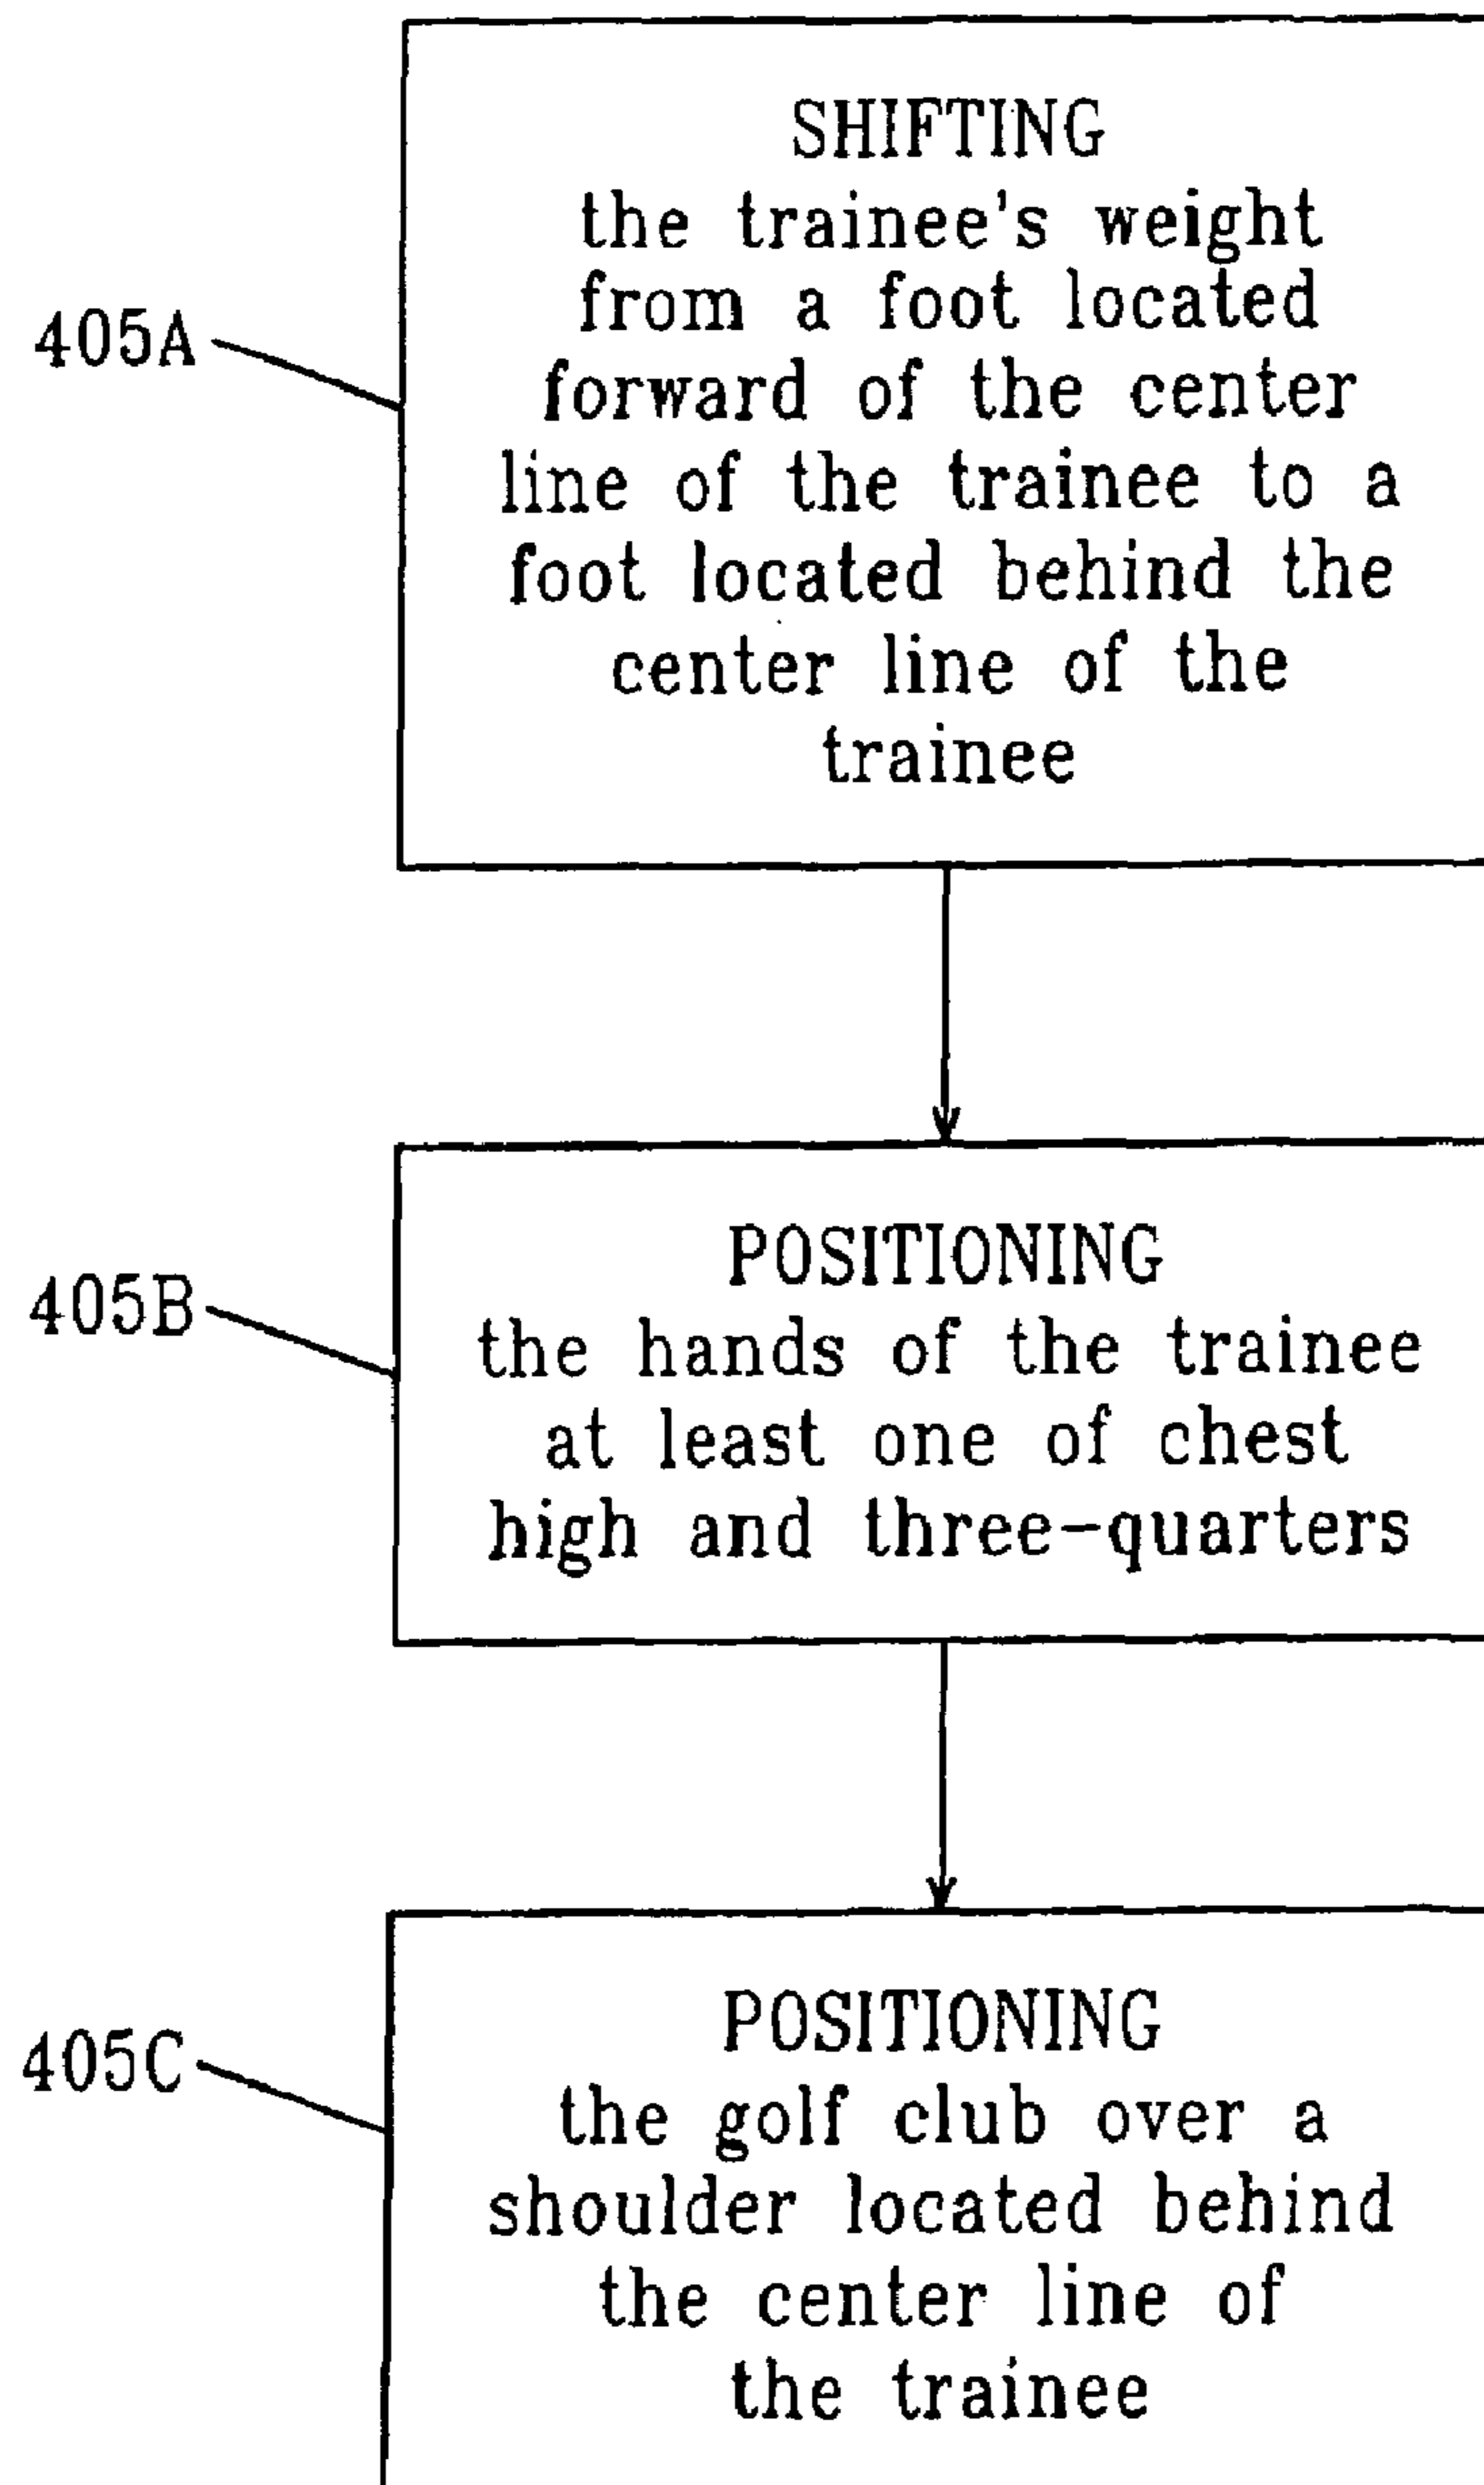 SHIFTING
the trainee's weight
from a foot located
forward of the center
line of the trainee to a
foot located behind the
center line of the
trainee
405A
POSITIONING
the hands of the trainee
at least one of chest
high and three-quarters
405B
POSITIONING
the golf club over a
shoulder located behind
the center line of
the trainee
405C